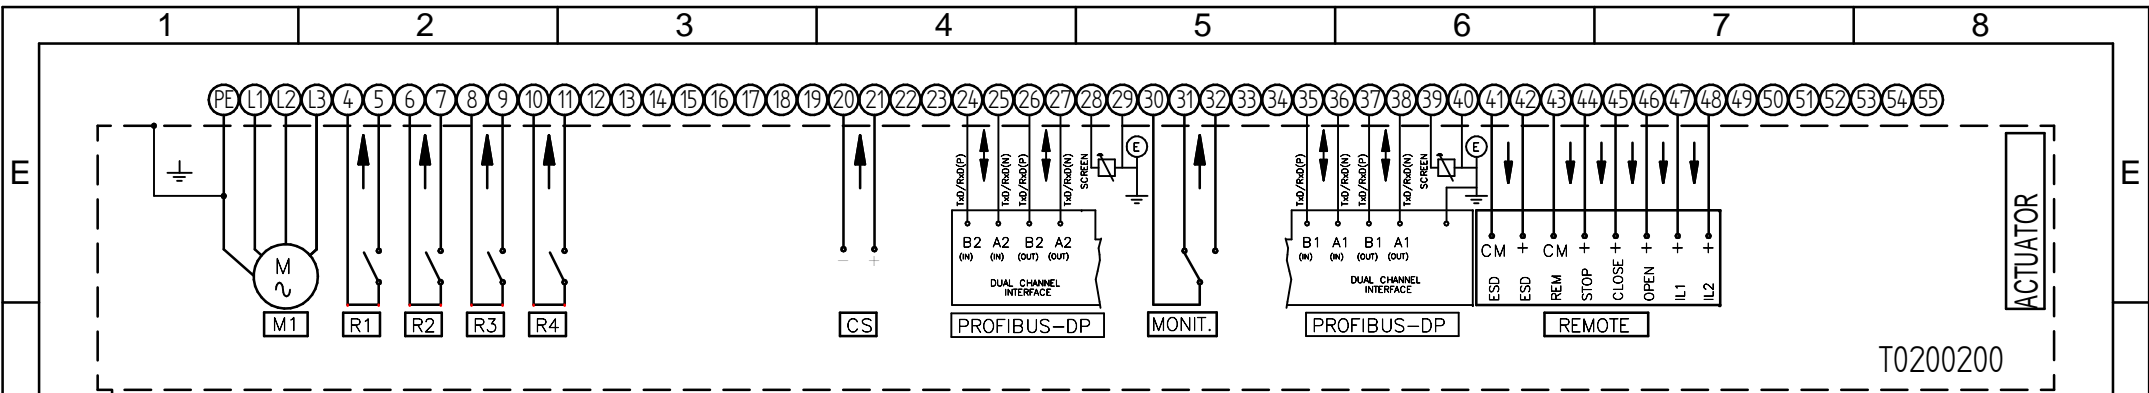 1 2 3 4 5 6 7 8
PE L1 L2 L3 4 5 6 7 8 9 10 11 12 13 14 15 16 17 18 19 20 21 22 23 24 25 26 27 28 29 30 31 32 33 34 35 36 37 38 39 40 41 42 43 44 45 46 47 48 49 50 51 52 53 54 55
E E
E E
TxD/RxD(P) TxD/RxD(N) TxD/RxD(P) TxD/RxD(N) SCREEN
TxD/RxD(P) TxD/RxD(N) TxD/RxD(P) TxD/RxD(N) SCREEN
M
∿
B2 A2 B2 A2
(IN) (IN) (OUT) (OUT)
DUAL CHANNEL
INTERFACE
B1 A1 B1 A1
(IN) (IN) (OUT) (OUT)
DUAL CHANNEL
INTERFACE
− +
CM + CM + + + + +
ESD ESD REM STOP CLOSE OPEN IL1 IL2
ACTUATOR
M1 R1 R2 R3 R4 CS PROFIBUS-DP MONIT. PROFIBUS-DP REMOTE
T0200200